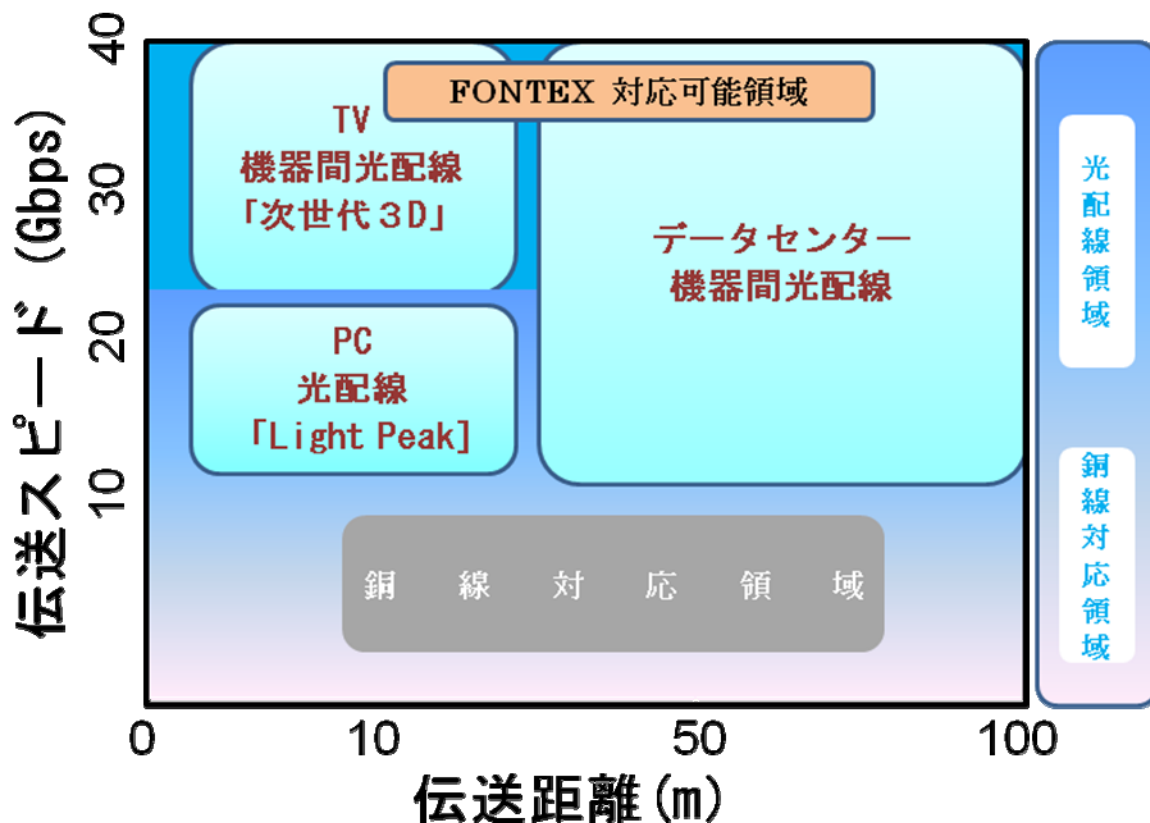 伝送スピード (Gbps)
40
30
20
10
FONTEX 対応可能領域
TV
機器間光配線
「次世代3D」
データセンター
機器間光配線
PC
光配線
「Light Peak]
銅線対応領域
光配線領域
銅線対応領域
0 10 50 100
伝送距離(m)